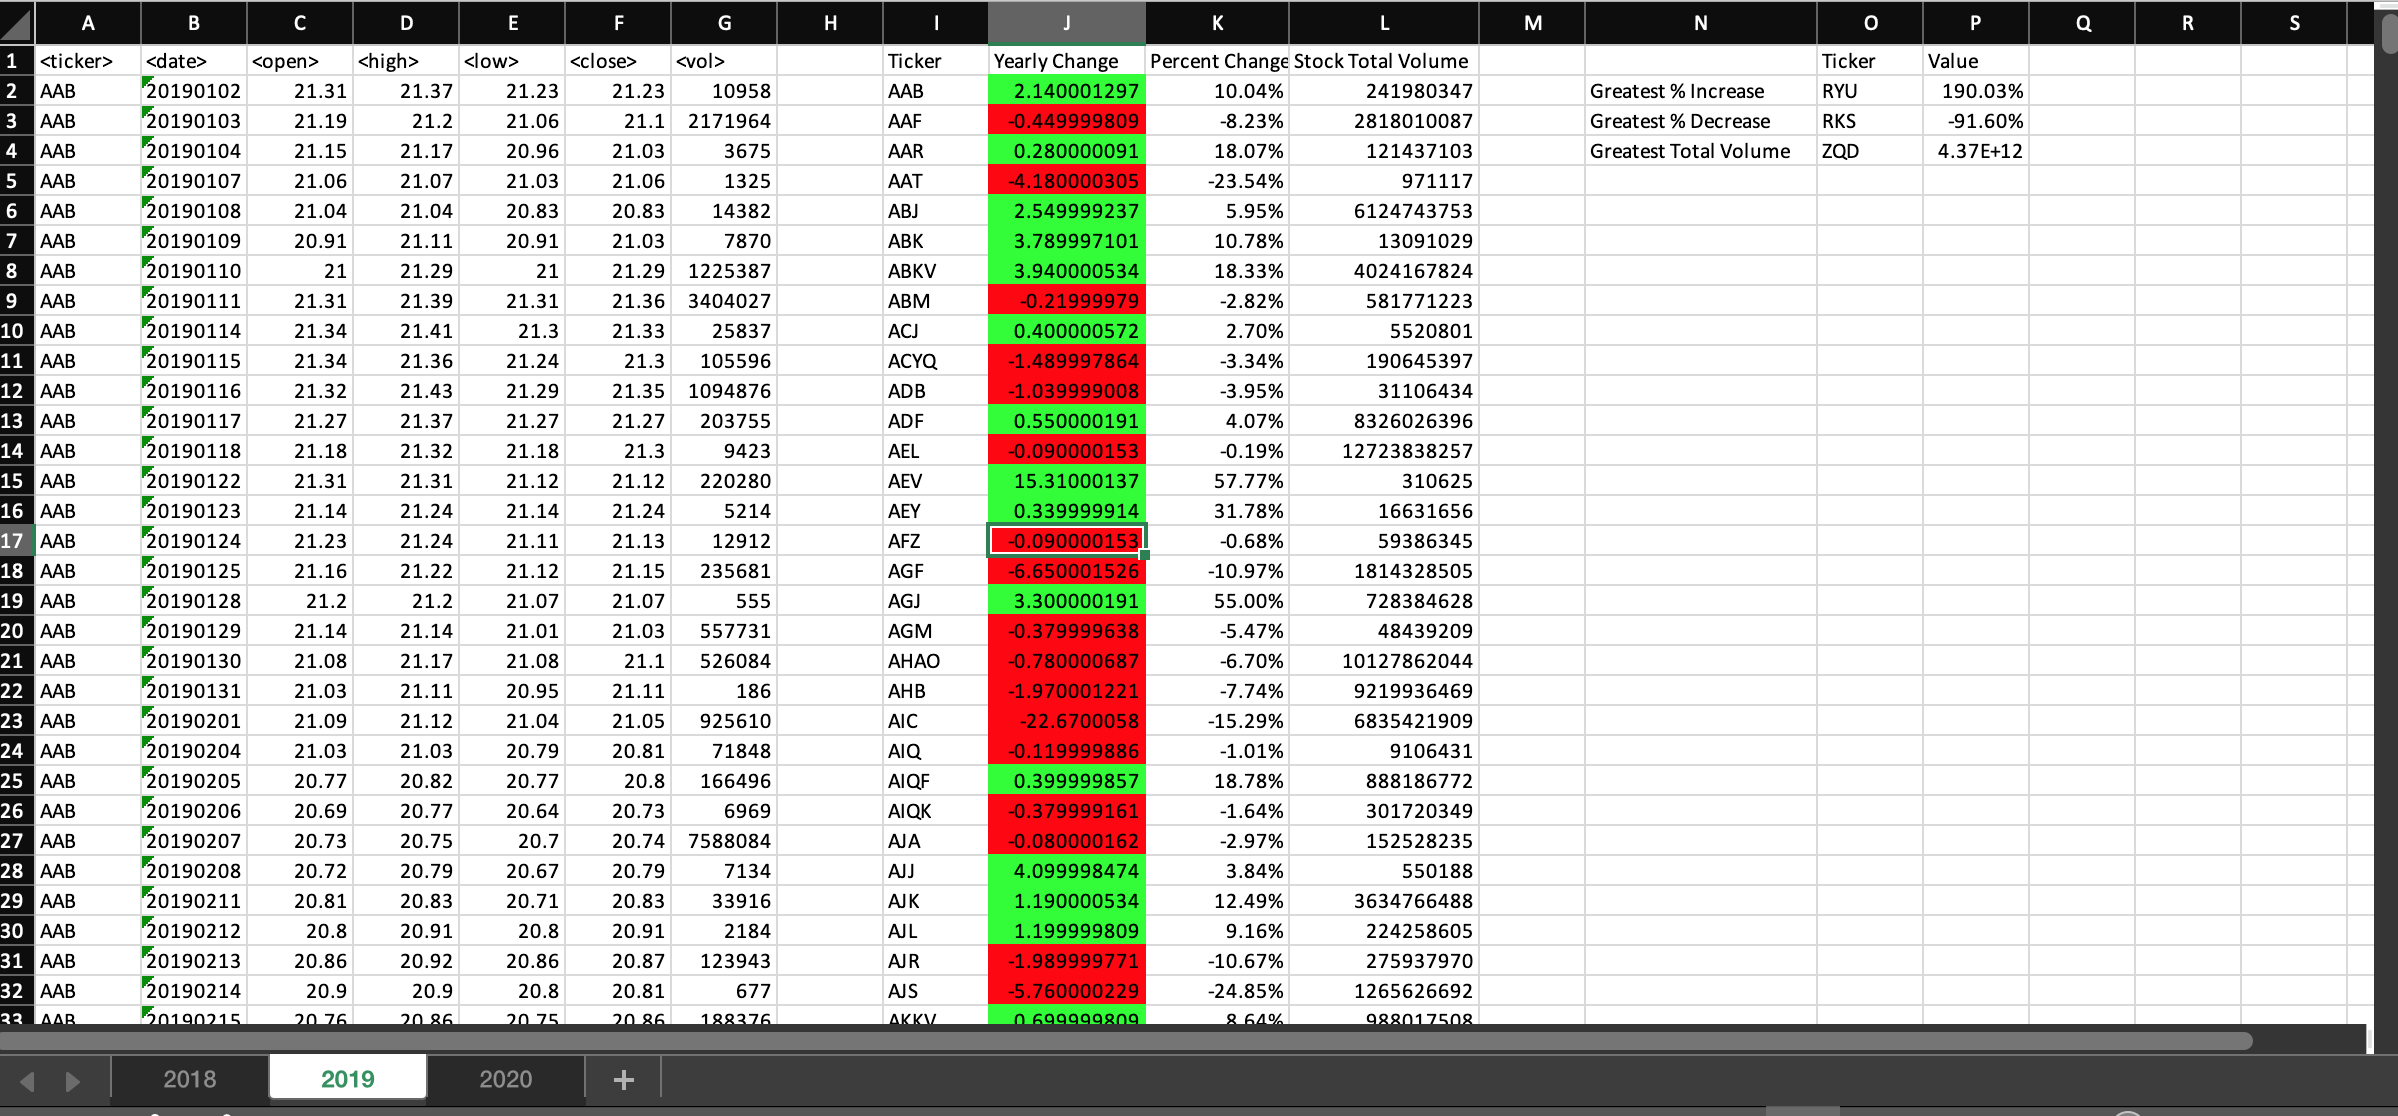 A B C D E F G H I J K L M N O P Q R S
1 <ticker> <date> <open> <high> <low> <close> <vol> Ticker Yearly Change Percent Change Stock Total Volume Ticker Value
2 AAB 20190102 21.31 21.37 21.23 21.23 10958 AAB 2.140001297 10.04% 241980347 Greatest % Increase RYU 190.03%
3 AAB 20190103 21.19 21.2 21.06 21.1 2171964 AAF -0.449999809 -8.23% 2818010087 Greatest % Decrease RKS -91.60%
4 AAB 20190104 21.15 21.17 20.96 21.03 3675 AAR 0.280000091 18.07% 121437103 Greatest Total Volume ZQD 4.37E+12
5 AAB 20190107 21.06 21.07 21.03 21.06 1325 AAT -4.180000305 -23.54% 971117
6 AAB 20190108 21.04 21.04 20.83 20.83 14382 ABJ 2.549999237 5.95% 6124743753
7 AAB 20190109 20.91 21.11 20.91 21.03 7870 ABK 3.789997101 10.78% 13091029
8 AAB 20190110 21 21.29 21 21.29 1225387 ABKV 3.940000534 18.33% 4024167824
9 AAB 20190111 21.31 21.39 21.31 21.36 3404027 ABM -0.21999979 -2.82% 581771223
10 AAB 20190114 21.34 21.41 21.3 21.33 25837 ACJ 0.400000572 2.70% 5520801
11 AAB 20190115 21.34 21.36 21.24 21.3 105596 ACYQ -1.489997864 -3.34% 190645397
12 AAB 20190116 21.32 21.43 21.29 21.35 1094876 ADB -1.039999008 -3.95% 31106434
13 AAB 20190117 21.27 21.37 21.27 21.27 203755 ADF 0.550000191 4.07% 8326026396
14 AAB 20190118 21.18 21.32 21.18 21.3 9423 AEL -0.090000153 -0.19% 12723838257
15 AAB 20190122 21.31 21.31 21.12 21.12 220280 AEV 15.31000137 57.77% 310625
16 AAB 20190123 21.14 21.24 21.14 21.24 5214 AEY 0.339999914 31.78% 16631656
17 AAB 20190124 21.23 21.24 21.11 21.13 12912 AFZ -0.090000153 -0.68% 59386345
18 AAB 20190125 21.16 21.22 21.12 21.15 235681 AGF -6.650001526 -10.97% 1814328505
19 AAB 20190128 21.2 21.2 21.07 21.07 555 AGJ 3.300000191 55.00% 728384628
20 AAB 20190129 21.14 21.14 21.01 21.03 557731 AGM -0.379999638 -5.47% 48439209
21 AAB 20190130 21.08 21.17 21.08 21.1 526084 AHAO -0.780000687 -6.70% 10127862044
22 AAB 20190131 21.03 21.11 20.95 21.11 186 AHB -1.970001221 -7.74% 9219936469
23 AAB 20190201 21.09 21.12 21.04 21.05 925610 AIC -22.6700058 -15.29% 6835421909
24 AAB 20190204 21.03 21.03 20.79 20.81 71848 AIQ -0.119999886 -1.01% 9106431
25 AAB 20190205 20.77 20.82 20.77 20.8 166496 AIQF 0.399999857 18.78% 888186772
26 AAB 20190206 20.69 20.77 20.64 20.73 6969 AIQK -0.379999161 -1.64% 301720349
27 AAB 20190207 20.73 20.75 20.7 20.74 7588084 AJA -0.080000162 -2.97% 152528235
28 AAB 20190208 20.72 20.79 20.67 20.79 7134 AJJ 4.099998474 3.84% 550188
29 AAB 20190211 20.81 20.83 20.71 20.83 33916 AJK 1.190000534 12.49% 3634766488
30 AAB 20190212 20.8 20.91 20.8 20.91 2184 AJL 1.199999809 9.16% 224258605
31 AAB 20190213 20.86 20.92 20.86 20.87 123943 AJR -1.989999771 -10.67% 275937970
32 AAB 20190214 20.9 20.9 20.8 20.81 677 AJS -5.760000229 -24.85% 1265626692
33 AAB 20190215 20.76 20.86 20.75 20.86 188376 AKKV 0.699999809 8.64% 988017508
2018 2019 2020 +